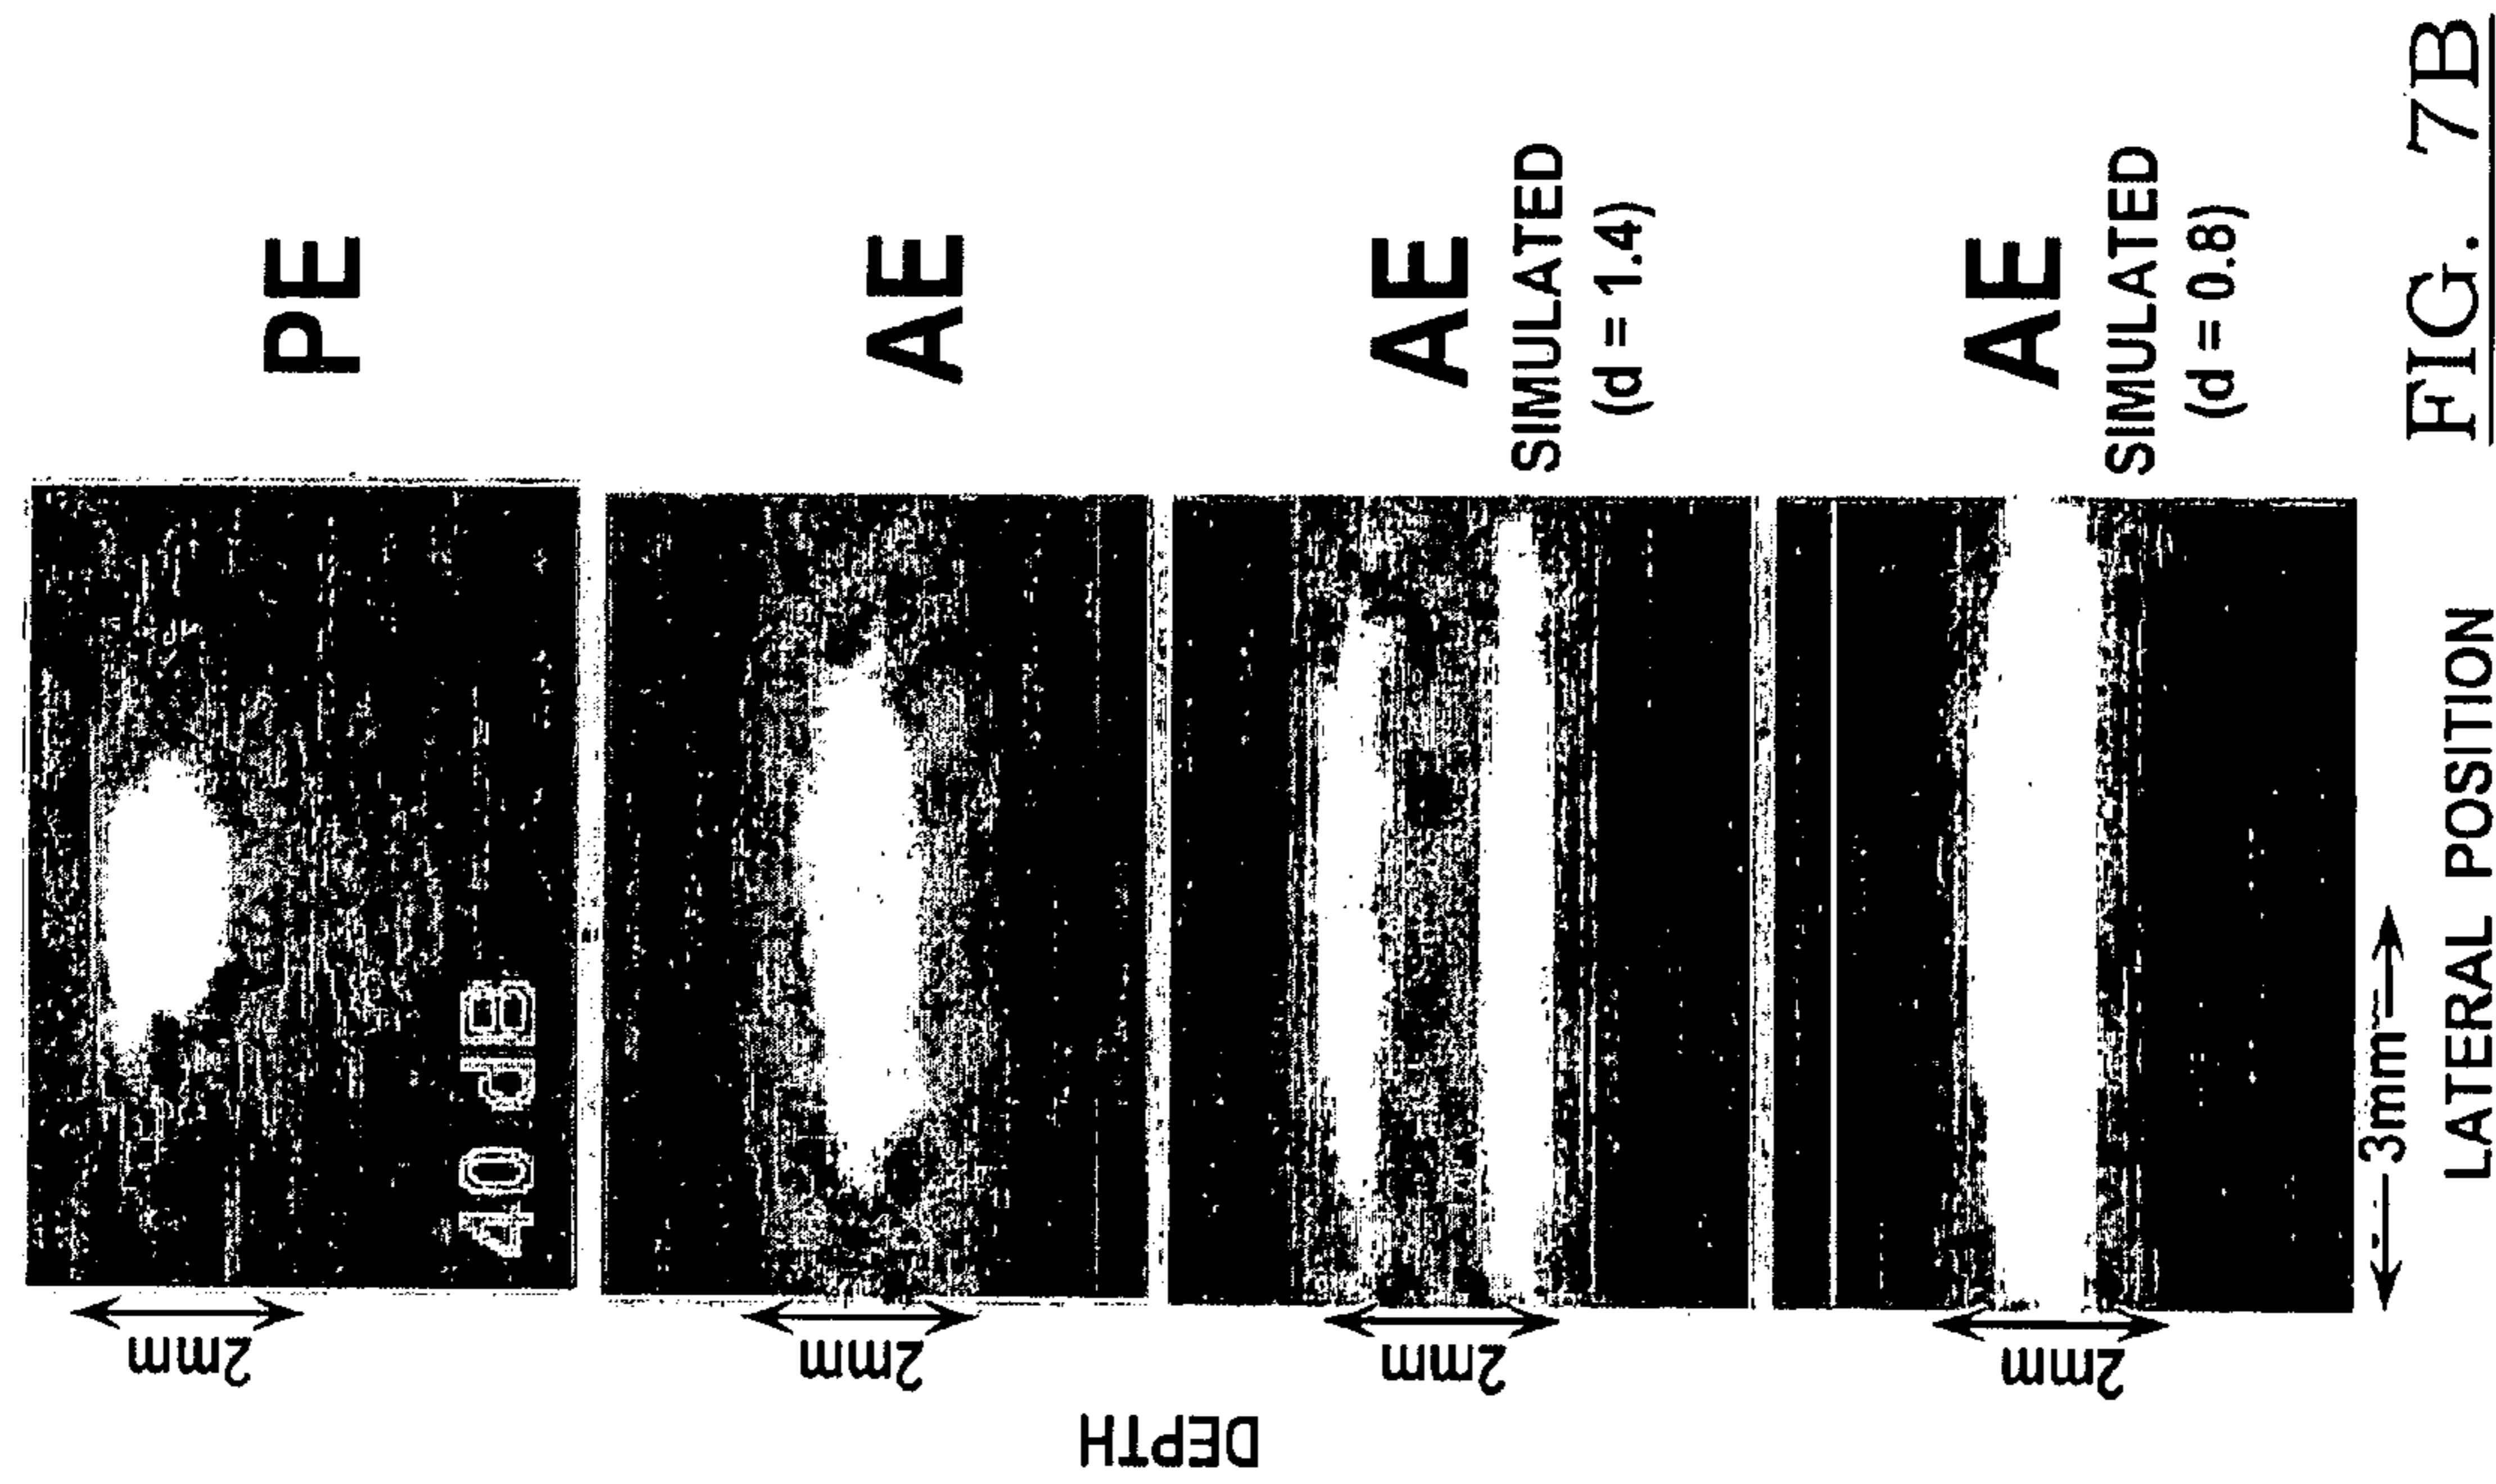 PE
40 dB
2mm
AE
2mm
AE
SIMULATED
(d = 1.4)
2mm
AE
SIMULATED
(d = 0.8)
2mm
DEPTH
3mm
LATERAL POSITION
FIG. 7B